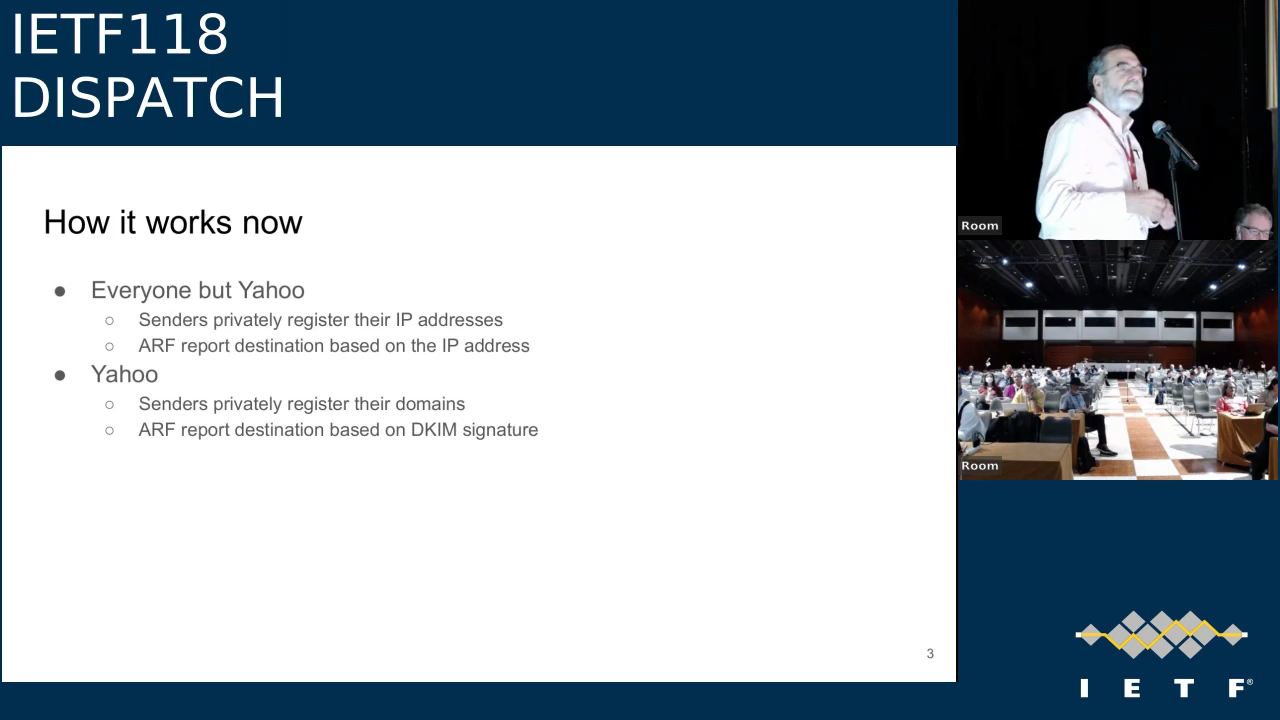 IETF118
DISPATCH
How it works now
● Everyone but Yahoo
○ Senders privately register their IP addresses
○ ARF report destination based on the IP address
● Yahoo
○ Senders privately register their domains
○ ARF report destination based on DKIM signature
3
Room
Room
I E T F®